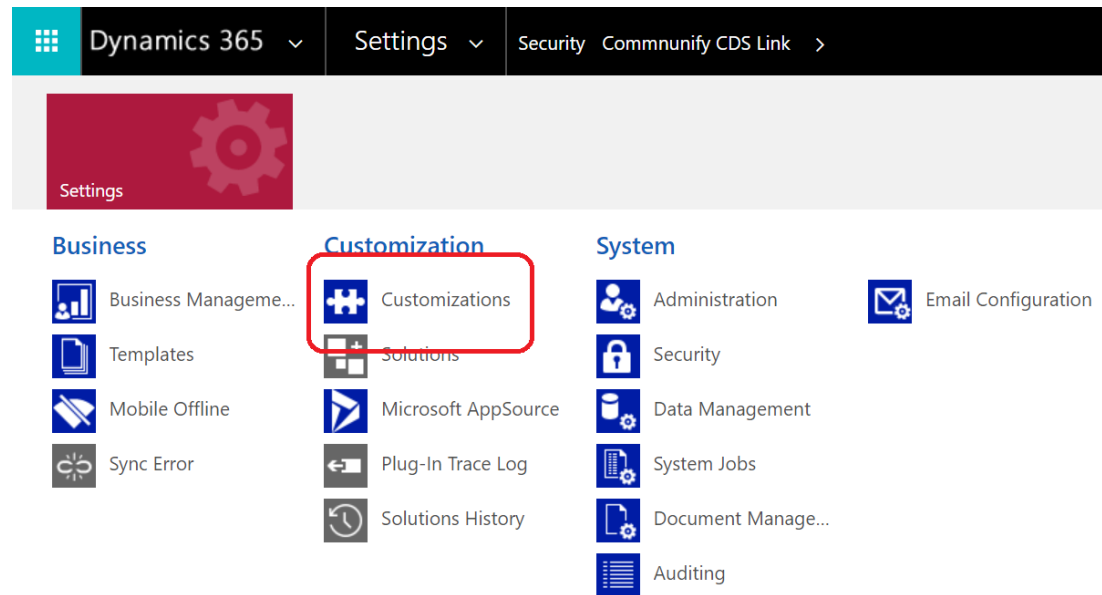 Dynamics 365 Settings Security Commnunify CDS Link
Settings
Business
Business Manageme...
Templates
Mobile Offline
Sync Error
Customization
Customizations
Solutions
Microsoft AppSource
Plug-In Trace Log
Solutions History
System
Administration
Security
Data Management
System Jobs
Document Manage...
Auditing
Email Configuration